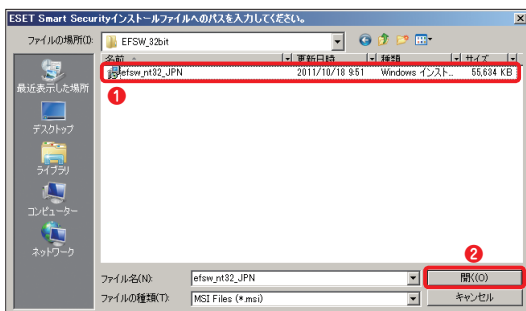 ESET Smart Securityインストールファイルへのパスを入力してください。
ファイルの場所(I):
EFSW_32bit
名前
更新日時
種類
サイズ
efsw_nt32_JPN
2011/10/18 9:51
Windows インスト...
55,634 KB
1
最近表示した場所
デスクトップ
ライブラリ
コンピューター
ネットワーク
2
ファイル名(N):
efsw_nt32_JPN
開く(O)
ファイルの種類(T):
MSI Files (*.msi)
キャンセル